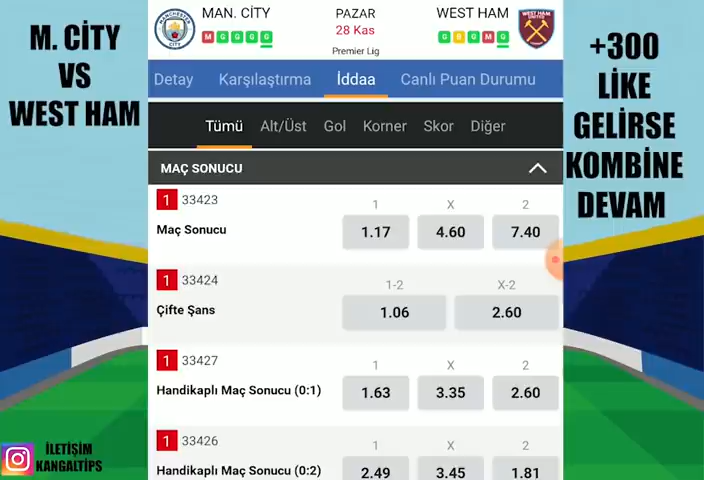 M. CİTY
VS
WEST HAM
MAN. CİTY
M G G G G
PAZAR
28 Kas
Premier Lig
WEST HAM
G B G M G
+300
LİKE
GELİRSE
KOMBİNE
DEVAM
Detay Karşılaştırma İddaa Canlı Puan Durumu
Tümü Alt/Üst Gol Korner Skor Diğer
MAÇ SONUCU
1 33423
Maç Sonucu
1 X 2
1.17 4.60 7.40
1 33424
Çifte Şans
1-2 X-2
1.06 2.60
1 33427
Handikaplı Maç Sonucu (0:1)
1 X 2
1.63 3.35 2.60
1 33426
Handikaplı Maç Sonucu (0:2)
1 X 2
2.49 3.45 1.81
İLETİŞİM
KANGALTİPS